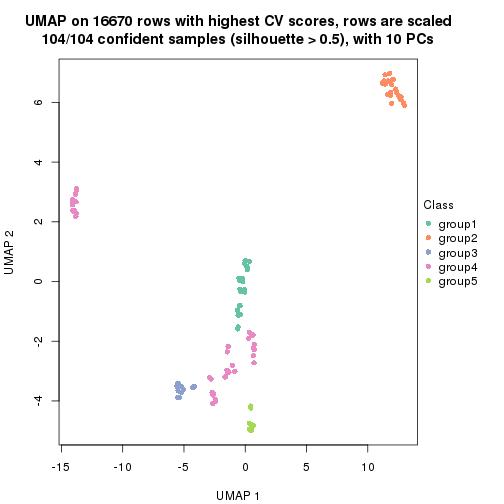 UMAP on 16670 rows with highest CV scores, rows are scaled
104/104 confident samples (silhouette > 0.5), with 10 PCs
6
4
2
0
-2
-4
UMAP 2
-15
-10
-5
0
5
10
UMAP 1
Class
group1
group2
group3
group4
group5